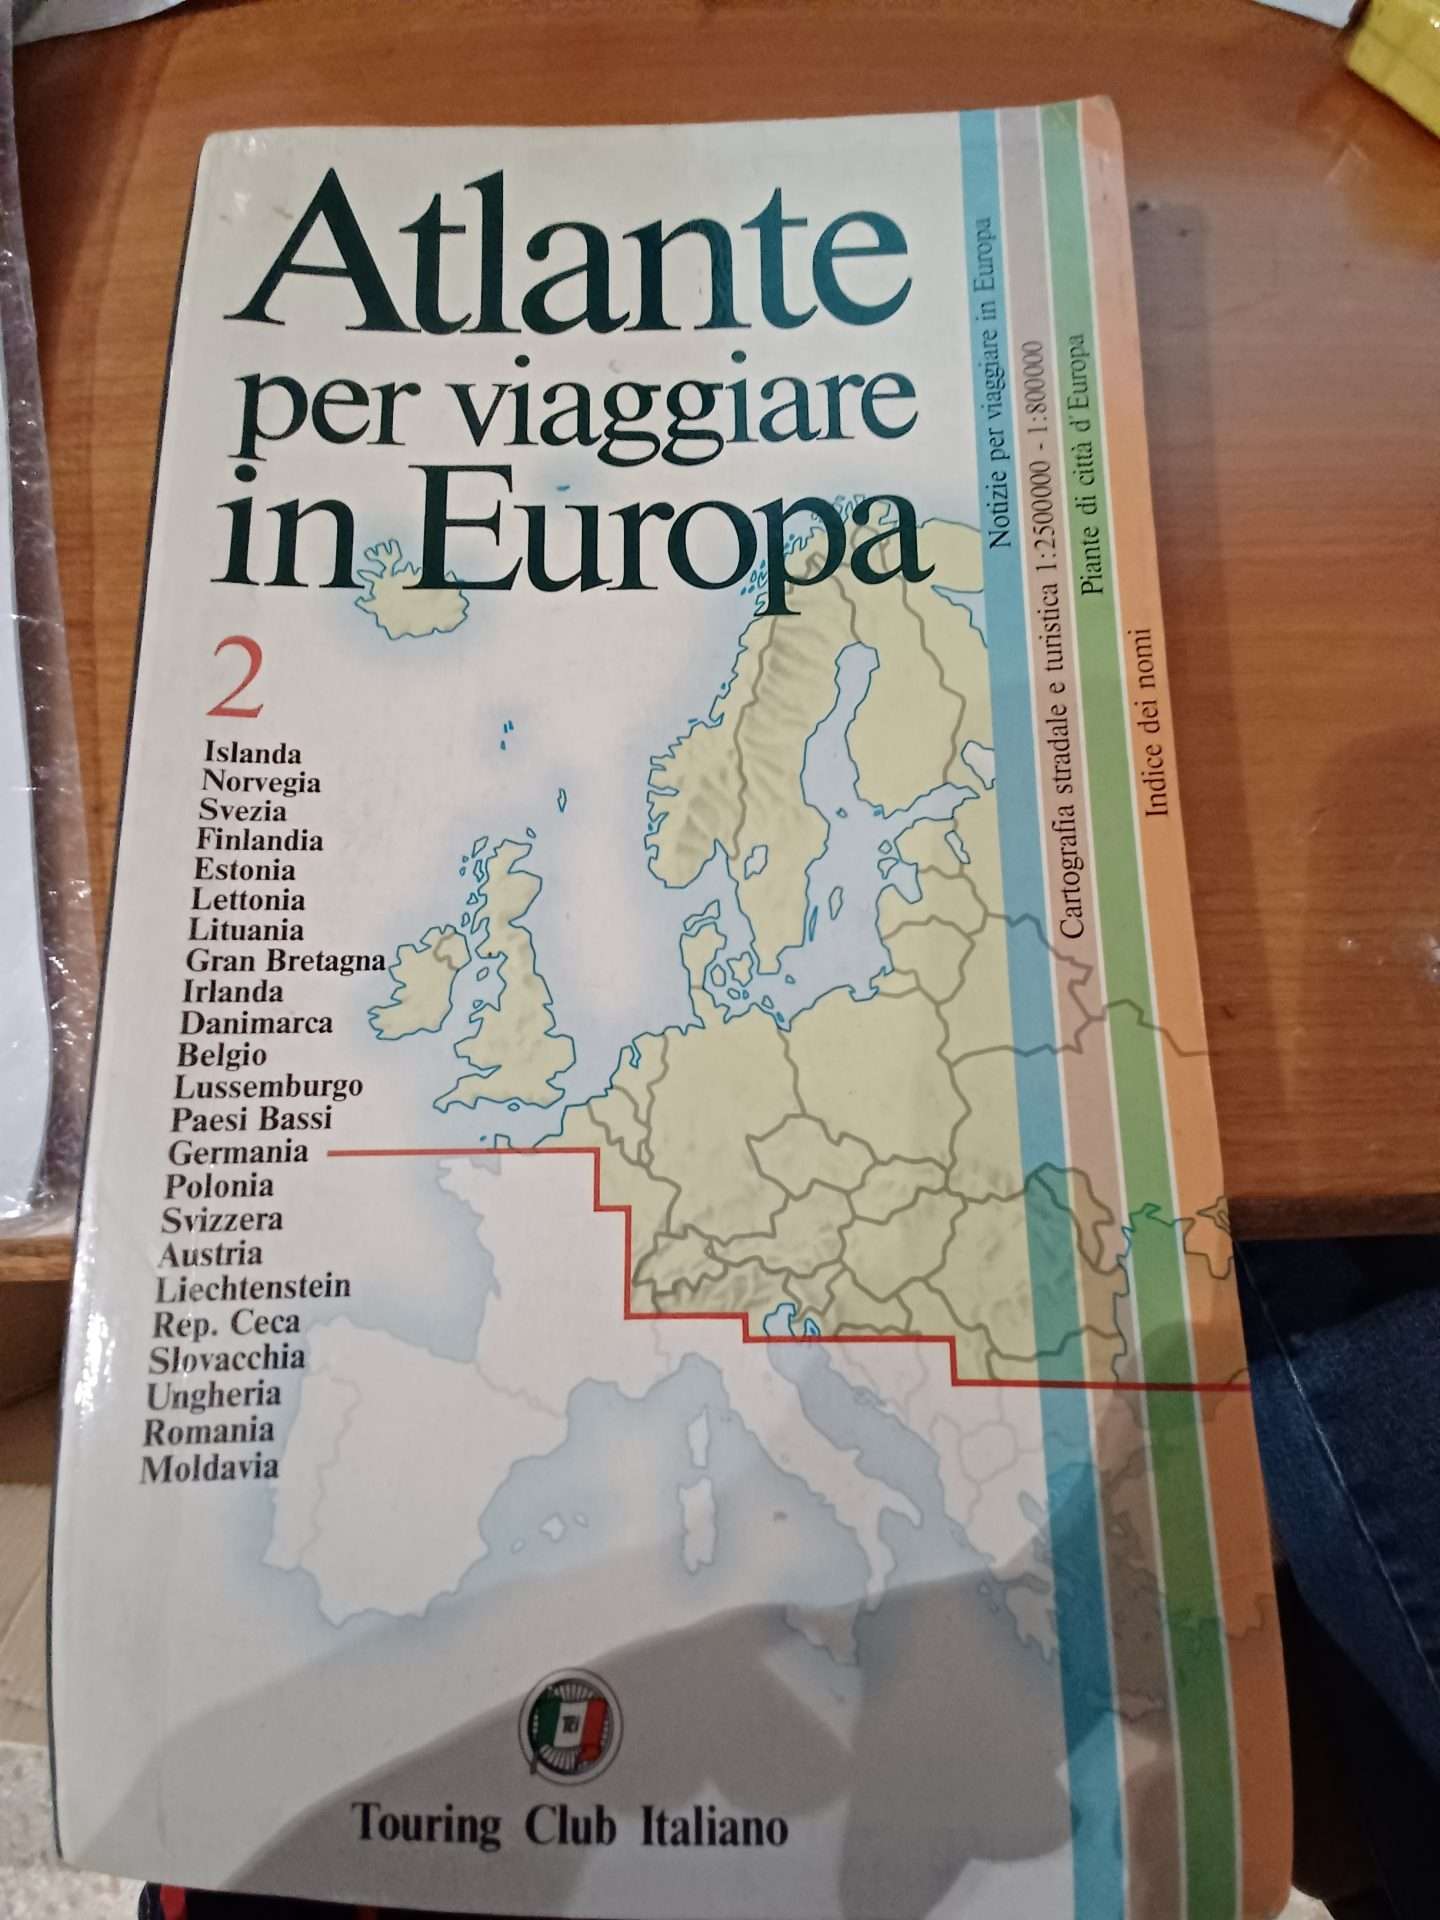 Atlante
per viaggiare
in Europa
2
Islanda
Norvegia
Svezia
Finlandia
Estonia
Lettonia
Lituania
Gran Bretagna
Irlanda
Danimarca
Belgio
Lussemburgo
Paesi Bassi
Germania
Polonia
Svizzera
Austria
Liechtenstein
Rep. Ceca
Slovacchia
Ungheria
Romania
Moldavia
Notizie per viaggiare in Europa
Cartografia stradale e turistica 1:2500000 - 1:800000
Piante di città d'Europa
Indice dei nomi
TCI
Touring Club Italiano